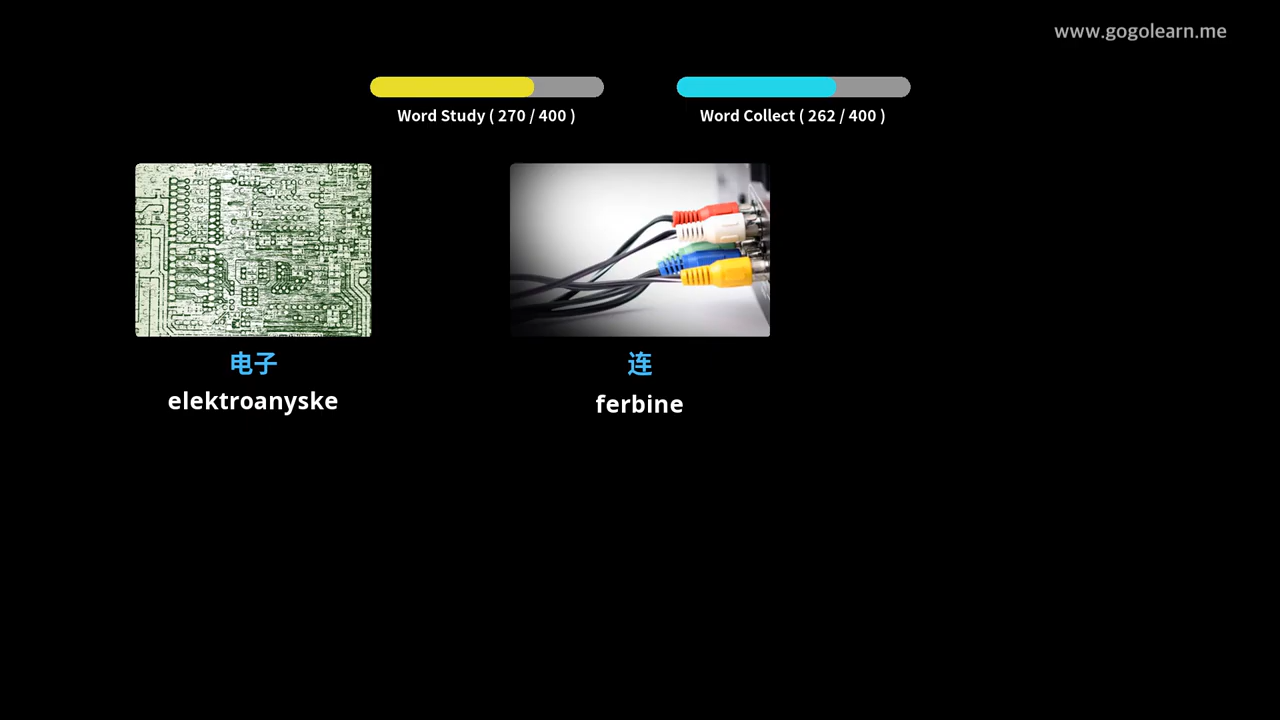 www.gogolearn.me
Word Study ( 270 / 400 )
Word Collect ( 262 / 400 )
电子
elektroanyske
连
ferbine